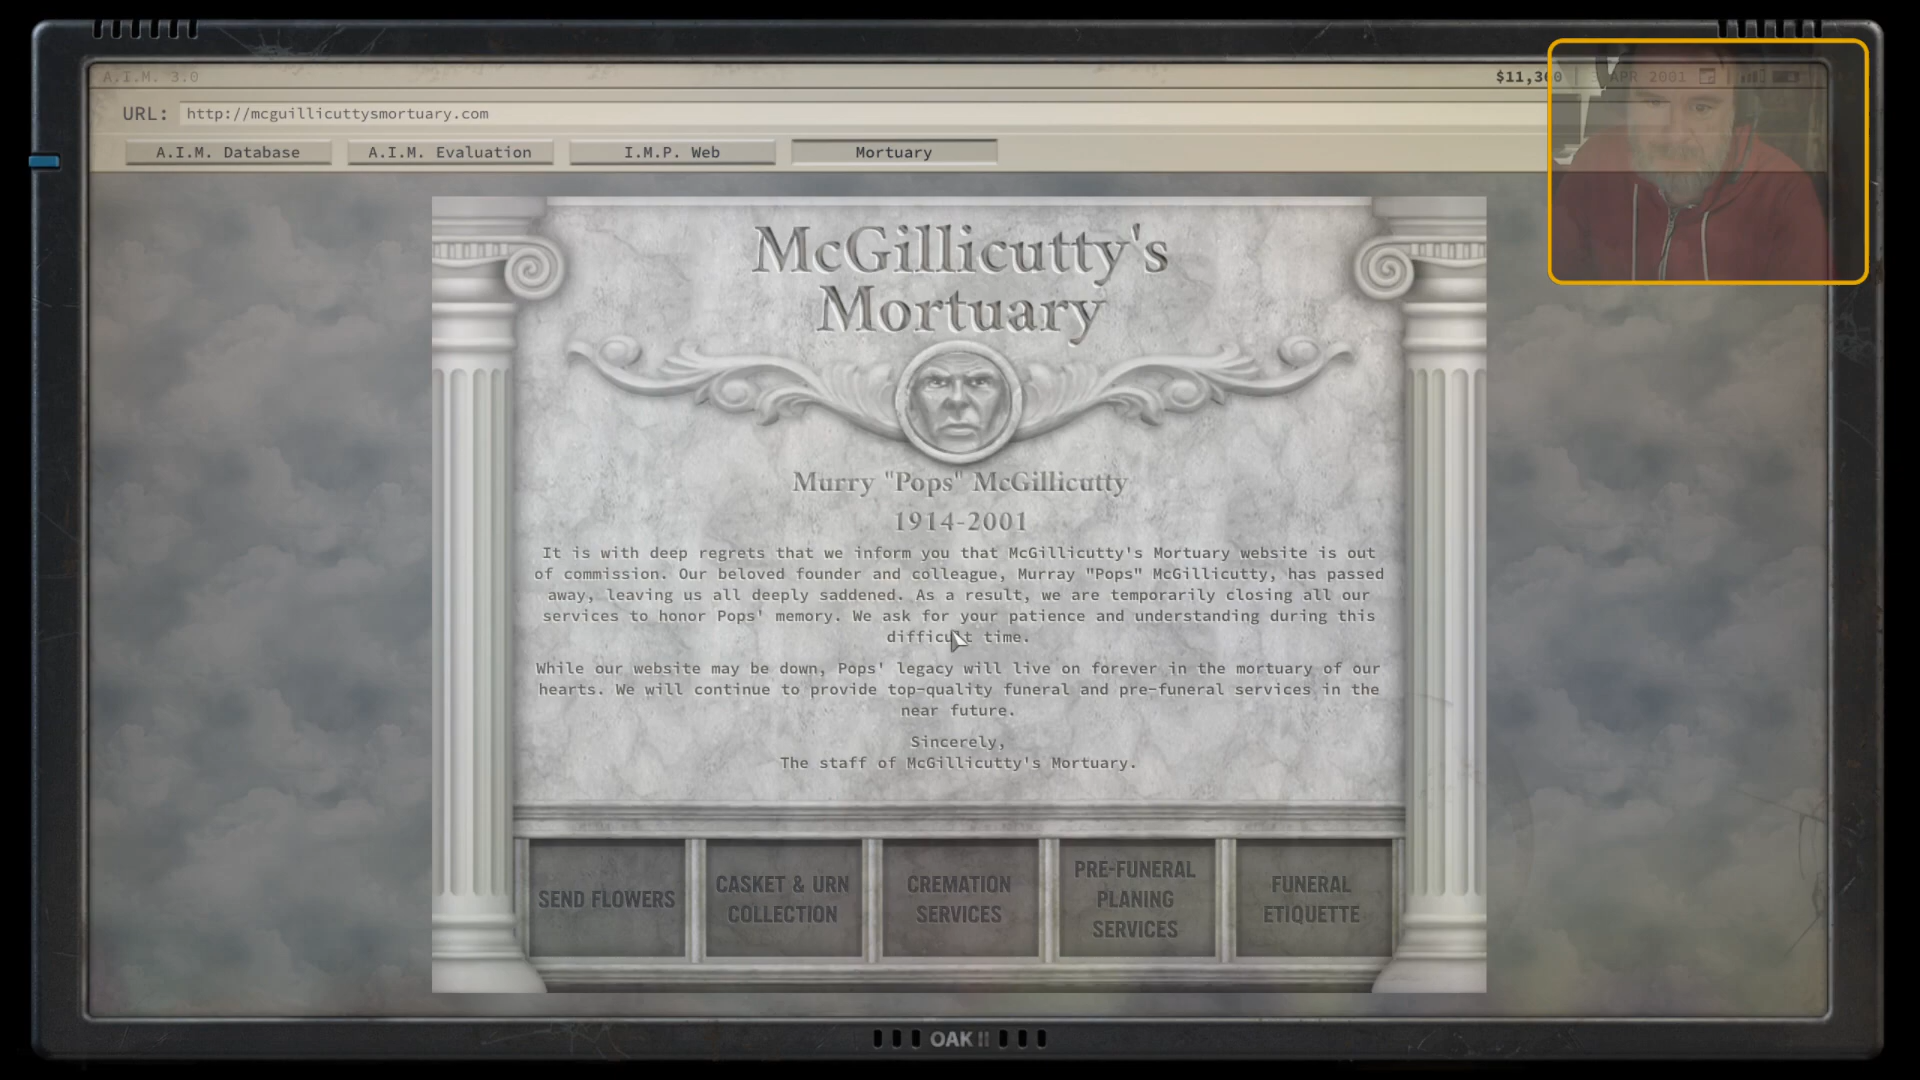 A.I.M. 3.0
$11,300 | APR 2001
URL: http://mcguillicuttysmortuary.com
A.I.M. Database
A.I.M. Evaluation
I.M.P. Web
Mortuary
McGillicutty's
Mortuary
Murry "Pops" McGillicutty
1914-2001
It is with deep regrets that we inform you that McGillicutty's Mortuary website is out
of commission. Our beloved founder and colleague, Murray "Pops" McGillicutty, has passed
away, leaving us all deeply saddened. As a result, we are temporarily closing all our
services to honor Pops' memory. We ask for your patience and understanding during this
difficult time.
While our website may be down, Pops' legacy will live on forever in the mortuary of our
hearts. We will continue to provide top-quality funeral and pre-funeral services in the
near future.
Sincerely,
The staff of McGillicutty's Mortuary.
SEND FLOWERS
CASKET & URN
COLLECTION
CREMATION
SERVICES
PRE-FUNERAL
PLANING
SERVICES
FUNERAL
ETIQUETTE
OAK II